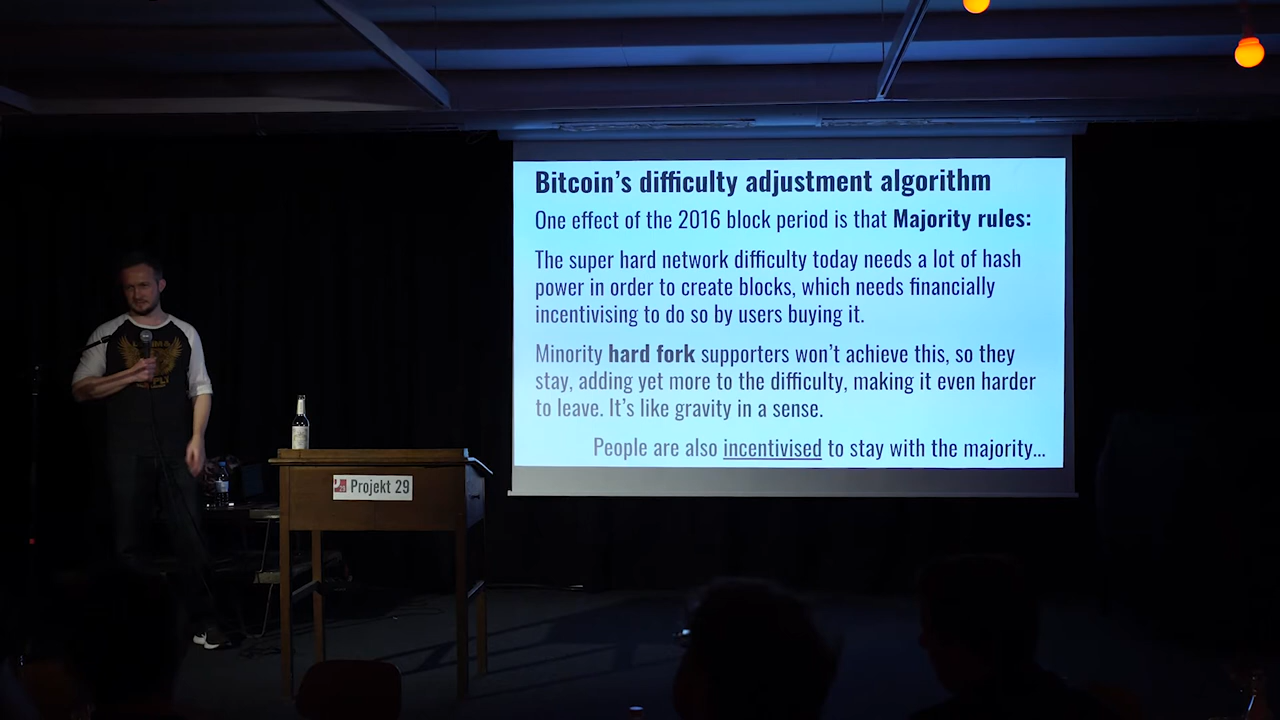 Bitcoin's difficulty adjustment algorithm
One effect of the 2016 block period is that Majority rules:
The super hard network difficulty today needs a lot of hash
power in order to create blocks, which needs financially
incentivising to do so by users buying it.
Minority hard fork supporters won't achieve this, so they
stay, adding yet more to the difficulty, making it even harder
to leave. It's like gravity in a sense.
People are also incentivised to stay with the majority...
Projekt 29